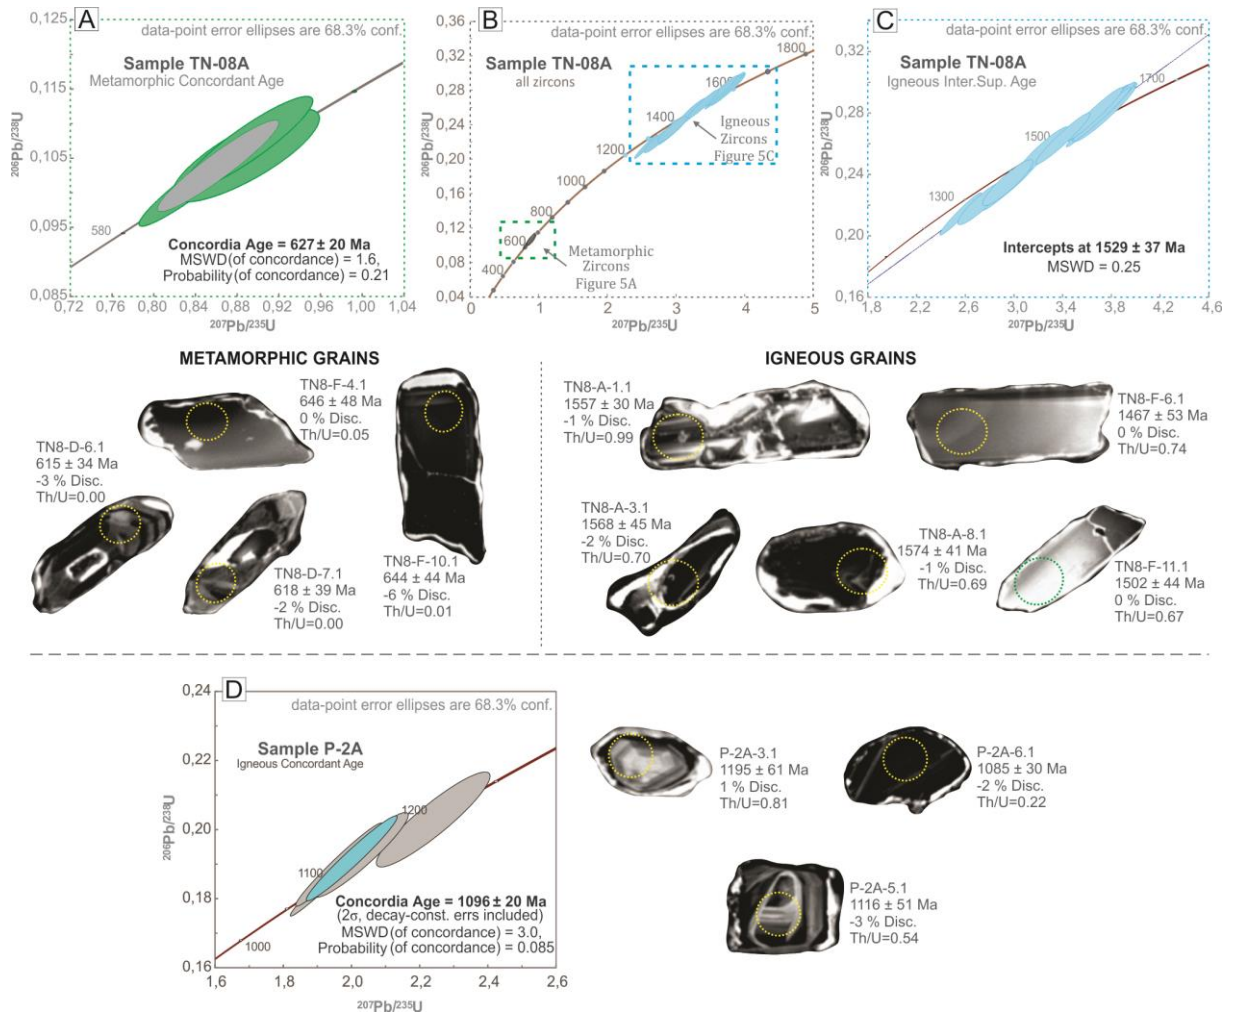 A
data-point error ellipses are 68.3% conf.
Sample TN-08A
Metamorphic Concordant Age
0,125
0,115
0,105
0,095
0,085
206Pb/238U
580
Concordia Age = 627 ± 20 Ma
MSWD (of concordance) = 1.6,
Probability (of concordance) = 0.21
0,72 0,76 0,80 0,84 0,88 0,92 0,96 1,00 1,04
207Pb/235U
B
data-point error ellipses are 68.3% conf.
Sample TN-08A
all zircons
0,36
0,32
0,28
0,24
0,20
0,16
0,12
0,08
0,04
206Pb/238U
1800
1600
1400
1200
1000
800
600
400
Igneous
Zircons
Figure 5C
Metamorphic
Zircons
Figure 5A
0 1 2 3 4 5
207Pb/235U
C
data-point error ellipses are 68.3% conf.
Sample TN-08A
Igneous Inter.Sup. Age
0,32
0,28
0,24
0,20
0,16
206Pb/238U
1700
1500
1300
Intercepts at 1529 ± 37 Ma
MSWD = 0.25
1,8 2,2 2,6 3,0 3,4 3,8 4,2 4,6
207Pb/235U
METAMORPHIC GRAINS
TN8-F-4.1
646 ± 48 Ma
0 % Disc.
Th/U=0.05
TN8-D-6.1
615 ± 34 Ma
-3 % Disc.
Th/U=0.00
TN8-D-7.1
618 ± 39 Ma
-2 % Disc.
Th/U=0.00
TN8-F-10.1
644 ± 44 Ma
-6 % Disc.
Th/U=0.01
IGNEOUS GRAINS
TN8-A-1.1
1557 ± 30 Ma
-1 % Disc.
Th/U=0.99
TN8-F-6.1
1467 ± 53 Ma
0 % Disc.
Th/U=0.74
TN8-A-3.1
1568 ± 45 Ma
-2 % Disc.
Th/U=0.70
TN8-A-8.1
1574 ± 41 Ma
-1 % Disc.
Th/U=0.69
TN8-F-11.1
1502 ± 44 Ma
0 % Disc.
Th/U=0.67
D
data-point error ellipses are 68.3% conf.
Sample P-2A
Igneous Concordant Age
0,24
0,22
0,20
0,18
0,16
206Pb/238U
1200
1100
1000
Concordia Age = 1096 ± 20 Ma
(2σ, decay-const. errs included)
MSWD (of concordance) = 3.0,
Probability (of concordance) = 0.085
1,6 1,8 2,0 2,2 2,4 2,6
207Pb/235U
P-2A-3.1
1195 ± 61 Ma
1 % Disc.
Th/U=0.81
P-2A-6.1
1085 ± 30 Ma
-2 % Disc.
Th/U=0.22
P-2A-5.1
1116 ± 51 Ma
-3 % Disc.
Th/U=0.54